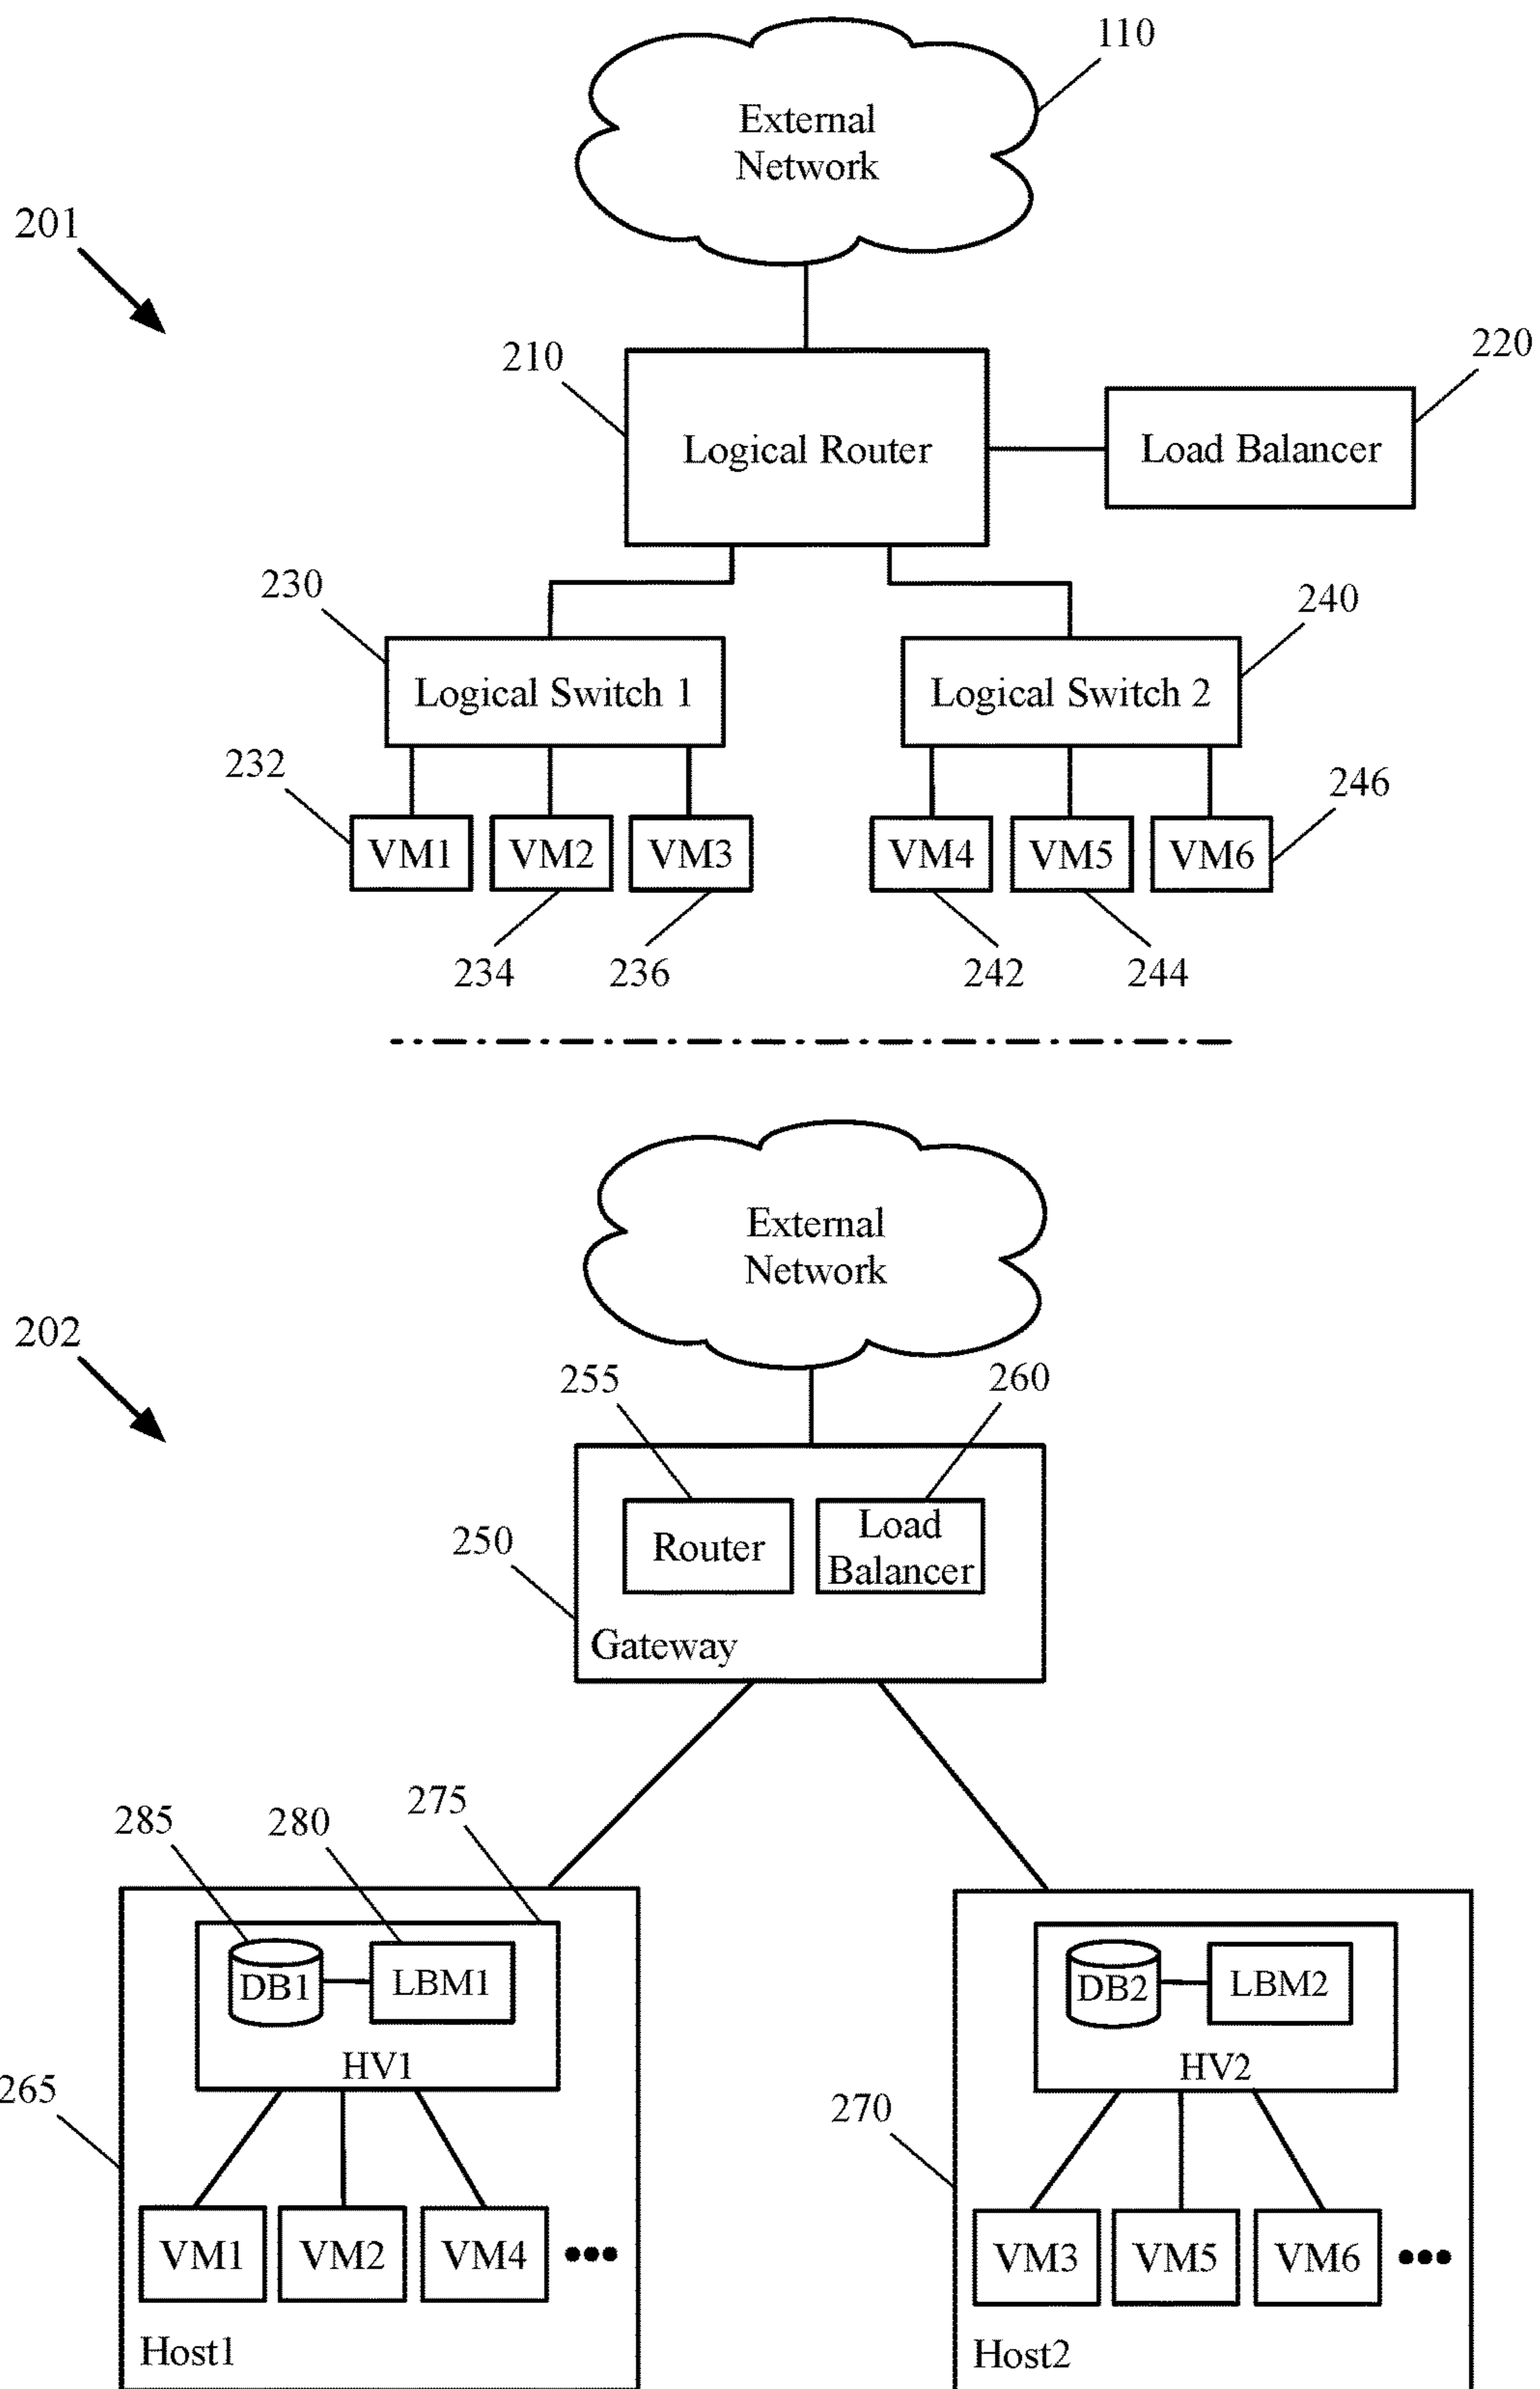 110
External
Network
201
210
220
Logical Router
Load Balancer
230
240
Logical Switch 1
Logical Switch 2
232
246
VM1
VM2
VM3
VM4
VM5
VM6
234
236
242
244
External
Network
202
255
260
250
Router
Load
Balancer
Gateway
285
280
275
DB1
LBM1
DB2
LBM2
HV1
HV2
265
270
VM1
VM2
VM4
•••
VM3
VM5
VM6
•••
Host1
Host2